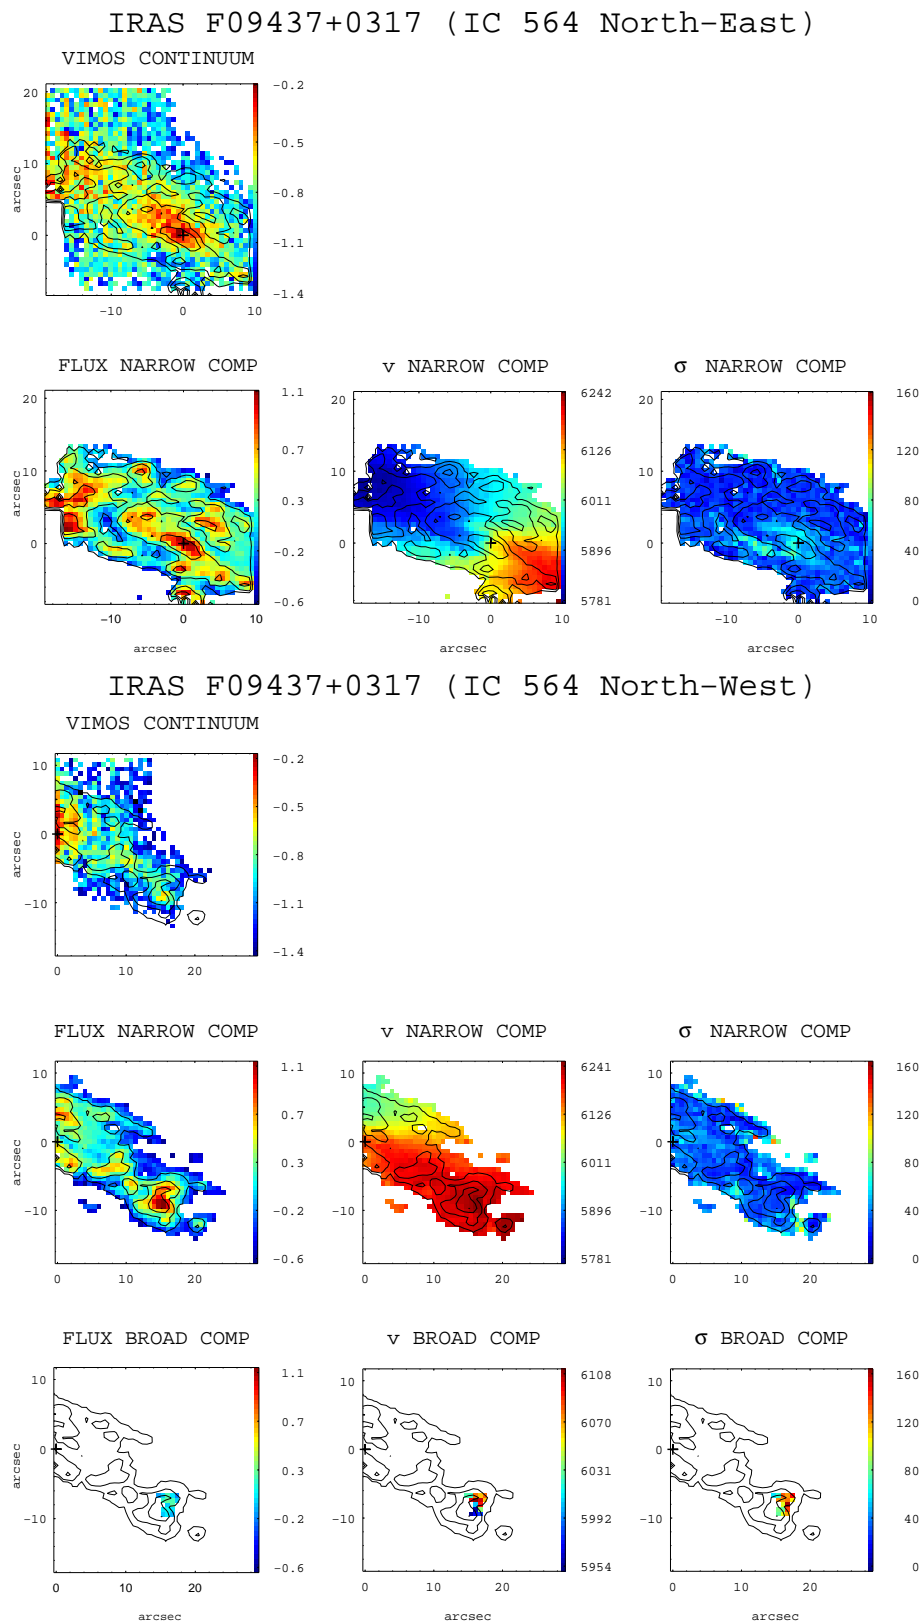 IRAS F09437+0317 (IC 564 North-East)
VIMOS CONTINUUM
20
10
0
arcsec
-10 0 10
-0.2
-0.5
-0.8
-1.1
-1.4
FLUX NARROW COMP
20
10
0
arcsec
-10 0 10
arcsec
1.1
0.7
0.3
-0.2
-0.6
v NARROW COMP
20
10
0
-10 0 10
arcsec
6242
6126
6011
5896
5781
σ NARROW COMP
20
10
0
-10 0 10
arcsec
160
120
80
40
0
IRAS F09437+0317 (IC 564 North-West)
VIMOS CONTINUUM
10
0
-10
arcsec
0 10 20
-0.2
-0.5
-0.8
-1.1
-1.4
FLUX NARROW COMP
10
0
-10
arcsec
0 10 20
1.1
0.7
0.3
-0.2
-0.6
v NARROW COMP
10
0
-10
0 10 20
6241
6126
6011
5896
5781
σ NARROW COMP
10
0
-10
0 10 20
160
120
80
40
0
FLUX BROAD COMP
10
0
-10
arcsec
0 10 20
arcsec
1.1
0.7
0.3
-0.2
-0.6
v BROAD COMP
10
0
-10
0 10 20
arcsec
6108
6070
6031
5992
5954
σ BROAD COMP
10
0
-10
0 10 20
arcsec
160
120
80
40
0